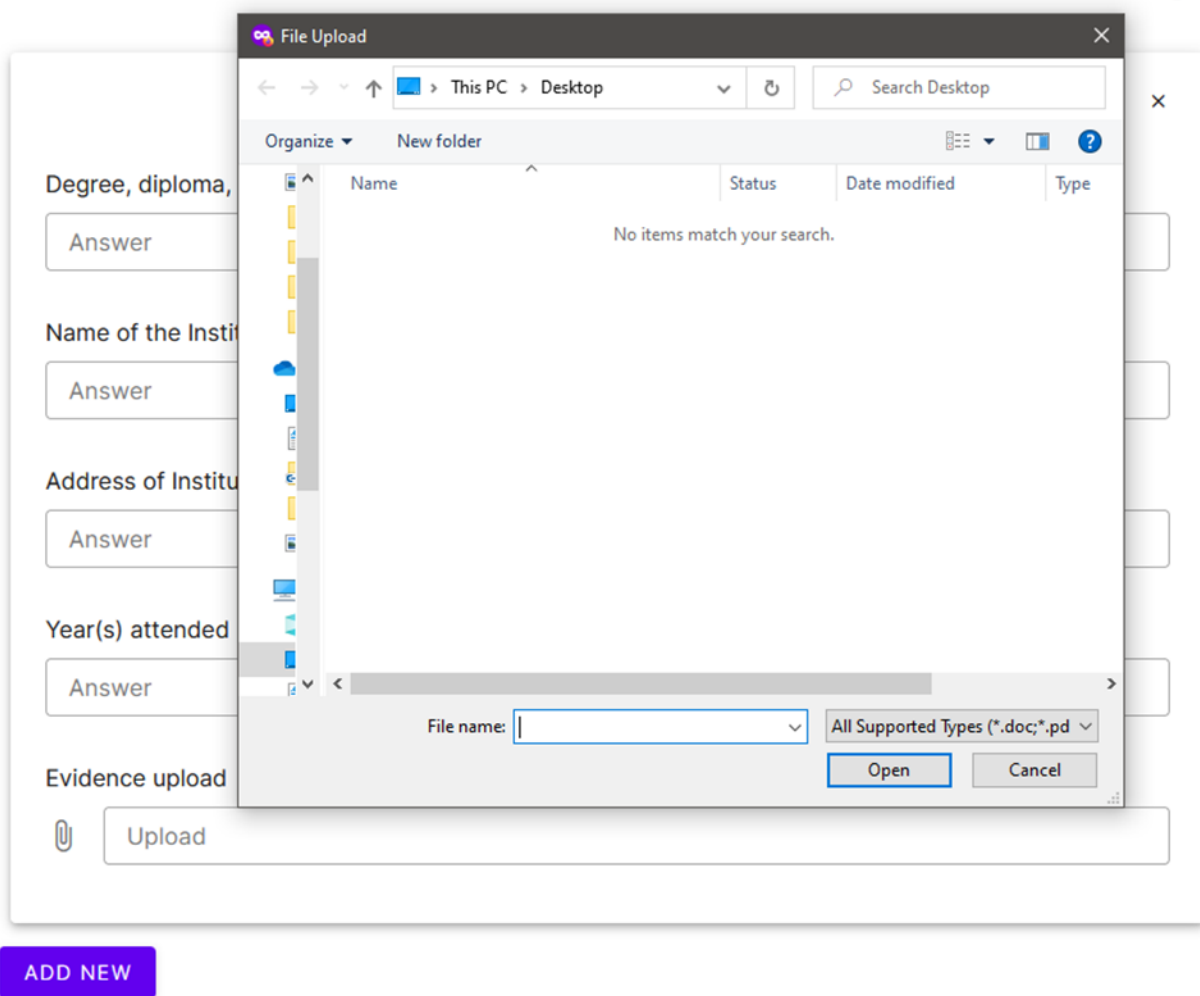 File Upload
This PC > Desktop
Search Desktop
Organize
New folder
?
Name
Status
Date modified
Type
No items match your search.
Degree, diploma,
Answer
Name of the Instit
Answer
Address of Institu
Answer
Year(s) attended
Answer
File name:
All Supported Types (*.doc;*.pd
Open
Cancel
Evidence upload
Upload
ADD NEW